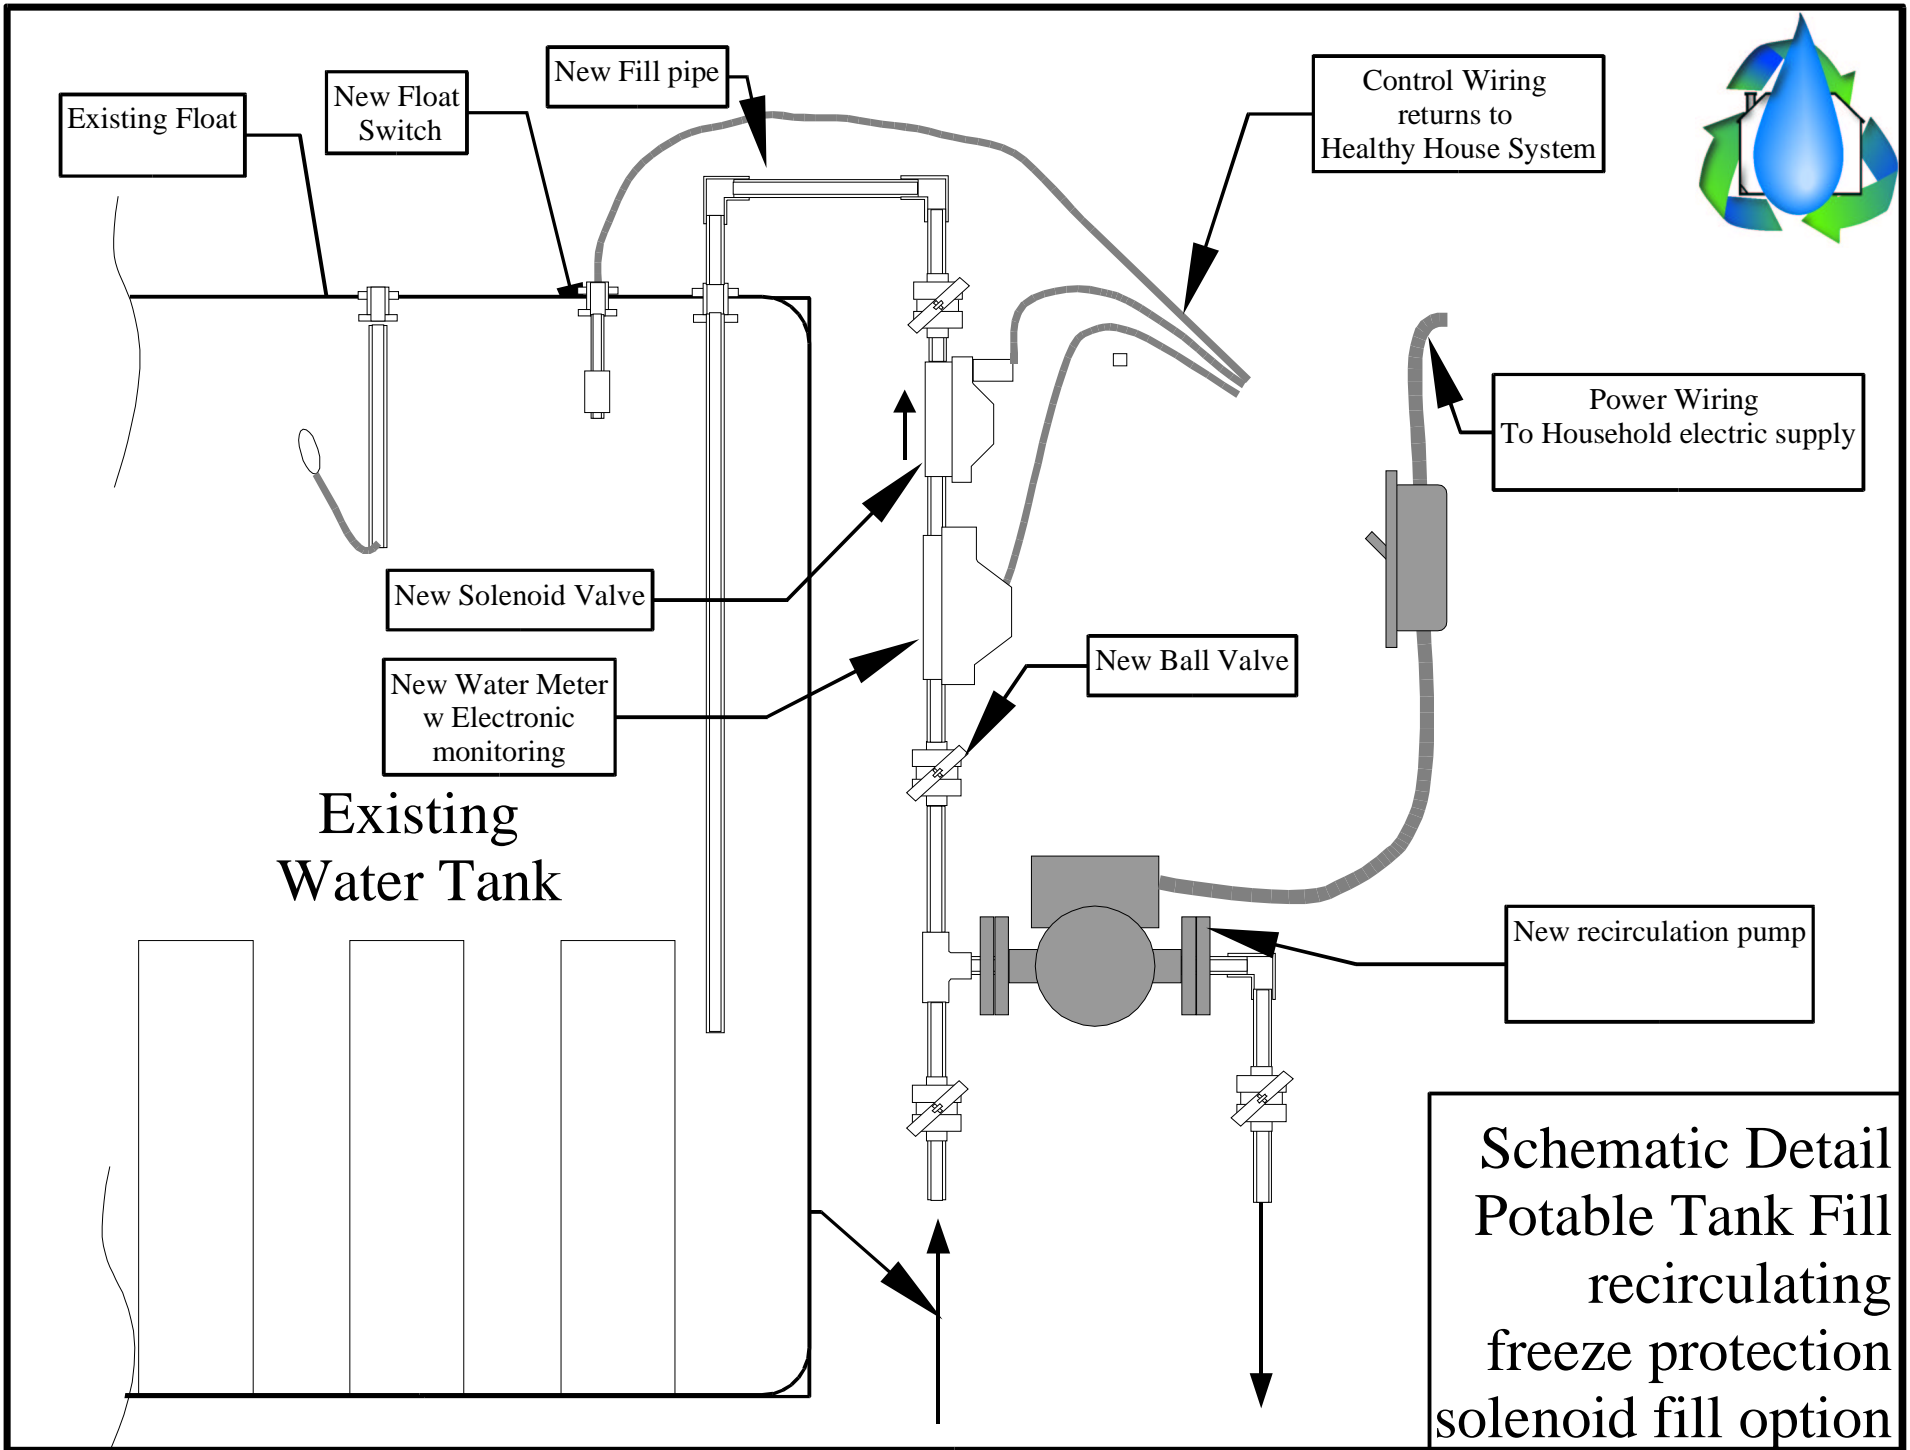 Existing Float
New Float
Switch
New Fill pipe
Control Wiring
returns to
Healthy House System
Power Wiring
To Household electric supply
New Solenoid Valve
New Water Meter
w Electronic
monitoring
New Ball Valve
Existing
Water Tank
New recirculation pump
Schematic Detail
Potable Tank Fill
recirculating
freeze protection
solenoid fill option